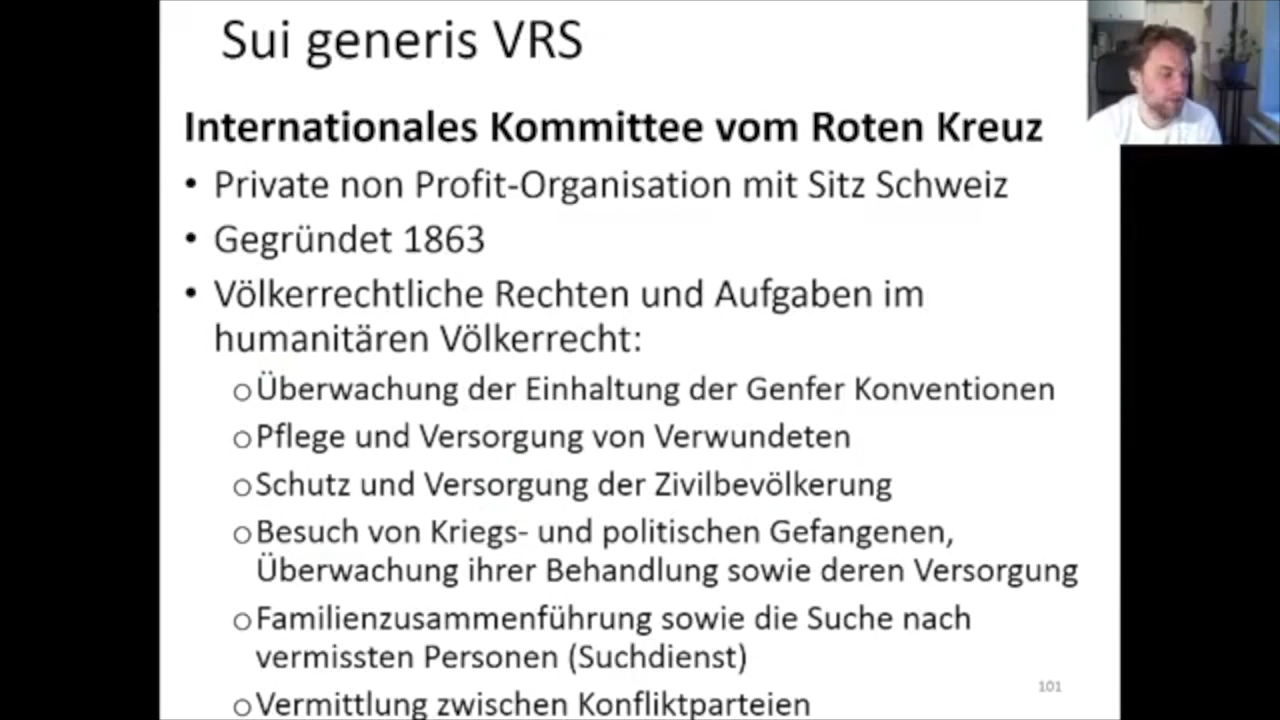 Sui generis VRS
Internationales Kommittee vom Roten Kreuz
• Private non Profit-Organisation mit Sitz Schweiz
• Gegründet 1863
• Völkerrechtliche Rechten und Aufgaben im
humanitären Völkerrecht:
o Überwachung der Einhaltung der Genfer Konventionen
o Pflege und Versorgung von Verwundeten
o Schutz und Versorgung der Zivilbevölkerung
o Besuch von Kriegs- und politischen Gefangenen,
Überwachung ihrer Behandlung sowie deren Versorgung
o Familienzusammenführung sowie die Suche nach
vermissten Personen (Suchdienst)
o Vermittlung zwischen Konfliktparteien
101